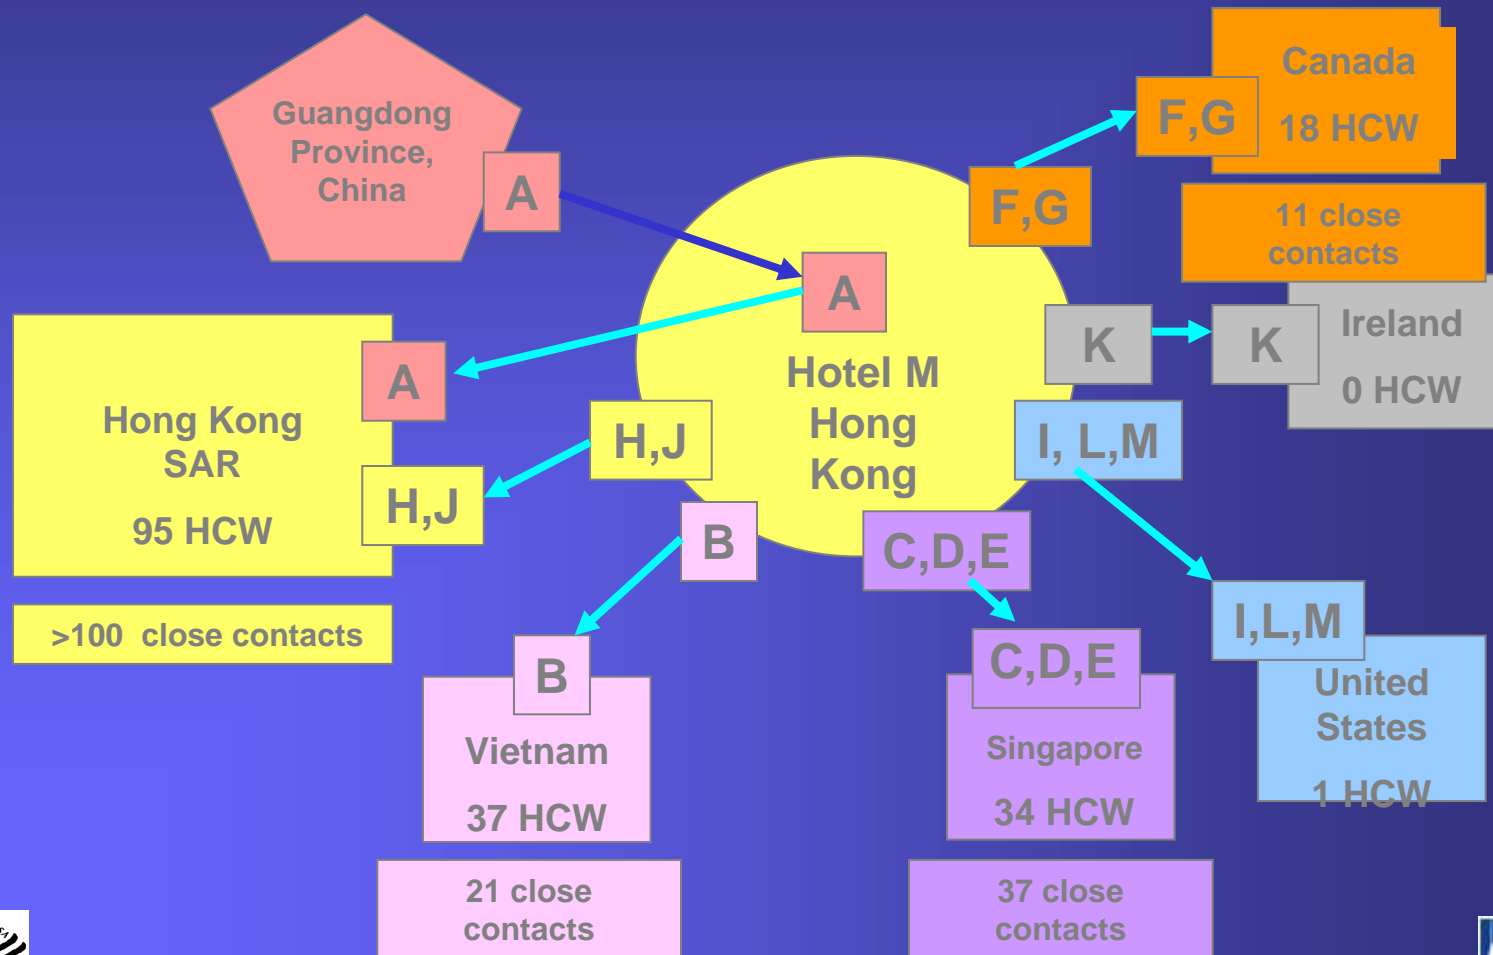 Guangdong
Province,
China
A
Canada
18 HCW
F,G
F,G
11 close
contacts
A
Hotel M
Hong
Kong
K
K
Ireland
0 HCW
A
Hong Kong
SAR
95 HCW
H,J
H,J
>100 close contacts
I, L,M
I,L,M
United
States
1 HCW
B
B
Vietnam
37 HCW
21 close
contacts
C,D,E
C,D,E
Singapore
34 HCW
37 close
contacts